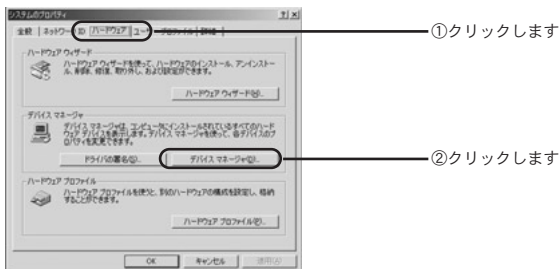 システムのプロパティ
全般 ネットワーク ID ハードウェア ユーザー プロファイル 詳細
①クリックします
ハードウェア ウィザード
ハードウェア ウィザードを使って、ハードウェアのインストール、アンインストール、削除、修理、取り外し、および設定ができます。
ハードウェア ウィザード(W)...
デバイス マネージャ
デバイス マネージャは、コンピュータにインストールされているすべてのハードウェア デバイスを表示します。デバイス マネージャを使って、各デバイスのプロパティを変更できます。
ドライバの署名(S)...
デバイス マネージャ(D)...
②クリックします
ハードウェア プロファイル
ハードウェア プロファイルを使うと、別のハードウェアの構成を設定し、格納することができます。
ハードウェア プロファイル(P)...
OK キャンセル 適用(A)